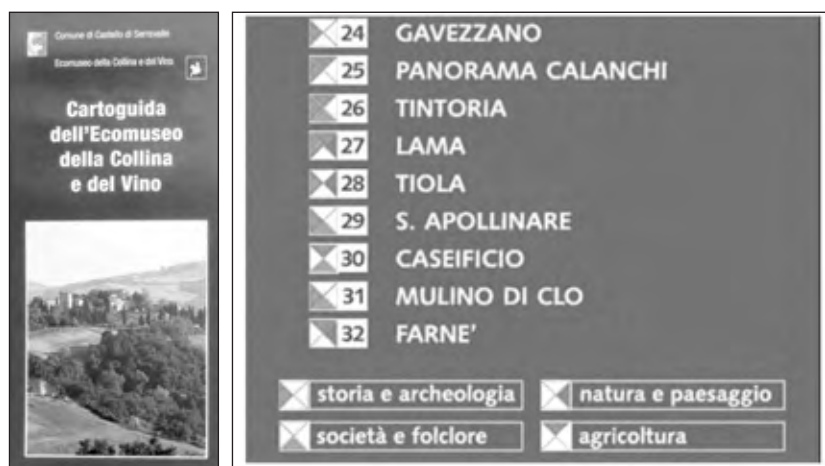 Comune di Castello di Serravalle
Ecomuseo della Collina e del Vino
Cartoguida
dell'Ecomuseo
della Collina
e del Vino
24 GAVEZZANO
25 PANORAMA CALANCHI
26 TINTORIA
27 LAMA
28 TIOLA
29 S. APOLLINARE
30 CASEIFICIO
31 MULINO DI CLO
32 FARNE'
storia e archeologia natura e paesaggio
società e folclore agricoltura